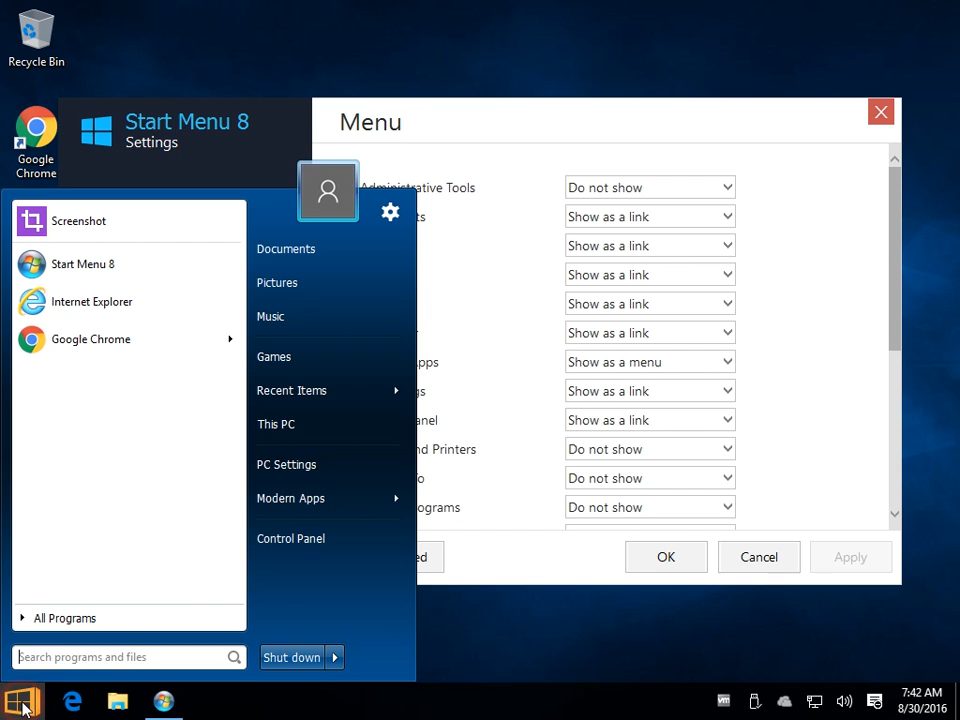 Recycle Bin
Google
Chrome
Start Menu 8
Settings
Menu
Administrative Tools
Do not show
Show as a link
Show as a link
Show as a link
Show as a link
Show as a link
Show as a menu
Show as a link
Show as a link
Do not show
Do not show
Do not show
OK
Cancel
Apply
Screenshot
Start Menu 8
Internet Explorer
Google Chrome
All Programs
Search programs and files
Documents
Pictures
Music
Games
Recent Items
This PC
PC Settings
Modern Apps
Control Panel
Shut down
vm
7:42 AM
8/30/2016